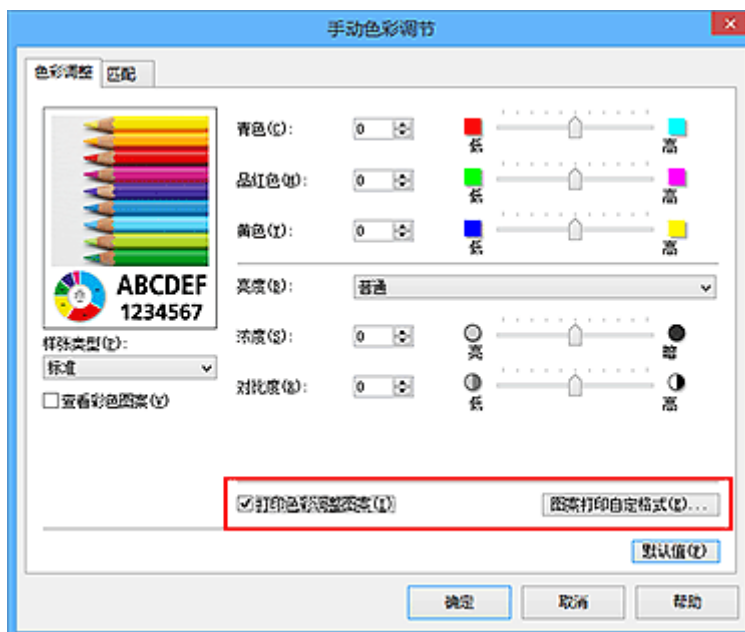 手动色彩调节
色彩调整 匹配
青色(C): 0 低 高
品红色(M): 0 低 高
黄色(Y): 0 低 高
ABCDEF
1234567
亮度(B): 普通
样张类型(P):
标准
浓度(S): 0 亮 暗
查看彩色图案(V)
对比度(R): 0 低 高
打印色彩调整图案(I) 图案打印自定格式(E)...
默认值(F)
确定 取消 帮助